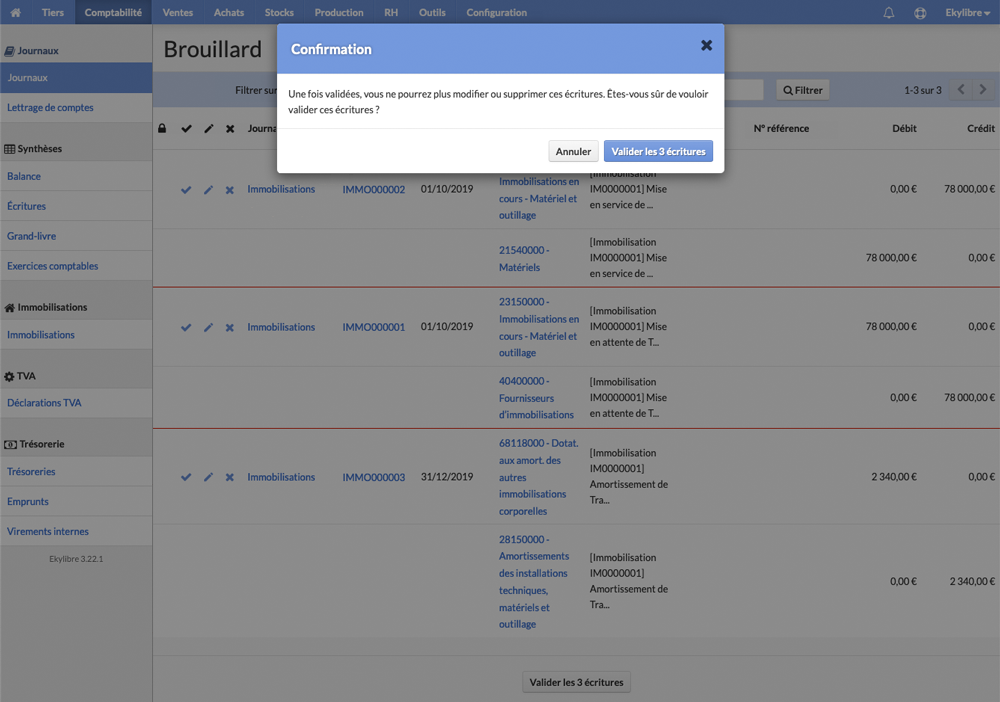 Tiers Comptabilité Ventes Achats Stocks Production RH Outils Configuration Ekylibre
Journaux
Journaux
Lettrage de comptes
Synthèses
Balance
Écritures
Grand-livre
Exercices comptables
Immobilisations
Immobilisations
TVA
Déclarations TVA
Trésorerie
Trésoreries
Emprunts
Virements internes
Ekylibre 3.22.1
Brouillard
Confirmation
Une fois validées, vous ne pourrez plus modifier ou supprimer ces écritures. Êtes-vous sûr de vouloir
valider ces écritures ?
Annuler Valider les 3 écritures
Filtrer sur
Filtrer 1-3 sur 3
Journa N° référence Débit Crédit
Immobilisations IMMO000002 01/10/2019
Immobilisations en
cours - Matériel et
outillage
[Immobilisation
IM0000001] Mise
en service de ...
0,00 € 78 000,00 €
21540000 -
Matériels
[Immobilisation
IM0000001] Mise
en service de ...
78 000,00 € 0,00 €
Immobilisations IMMO000001 01/10/2019
23150000 -
Immobilisations en
cours - Matériel et
outillage
[Immobilisation
IM0000001] Mise
en attente de T...
78 000,00 € 0,00 €
40400000 -
Fournisseurs
d'immobilisations
[Immobilisation
IM0000001] Mise
en attente de T...
0,00 € 78 000,00 €
Immobilisations IMMO000003 31/12/2019
68118000 - Dotat.
aux amort. des
autres
immobilisations
corporelles
[Immobilisation
IM0000001]
Amortissement de
Tra...
2 340,00 € 0,00 €
28150000 -
Amortissements
des installations
techniques,
matériels et
outillage
[Immobilisation
IM0000001]
Amortissement de
Tra...
0,00 € 2 340,00 €
Valider les 3 écritures